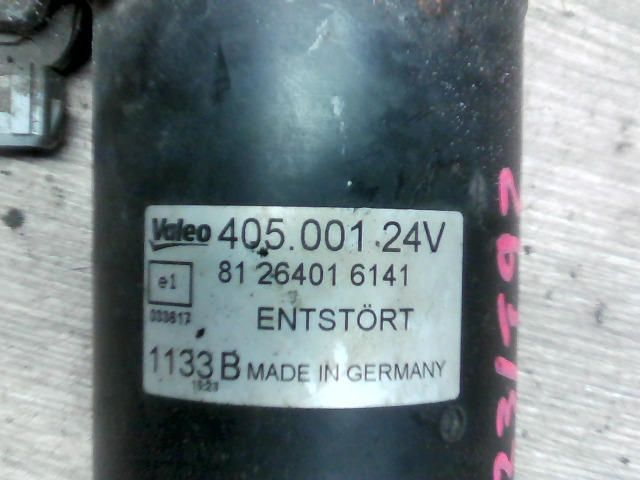 Valeo 405.001.24V
81 26401 6141
e1
033617
ENTSTÖRT
1133 B MADE IN GERMANY